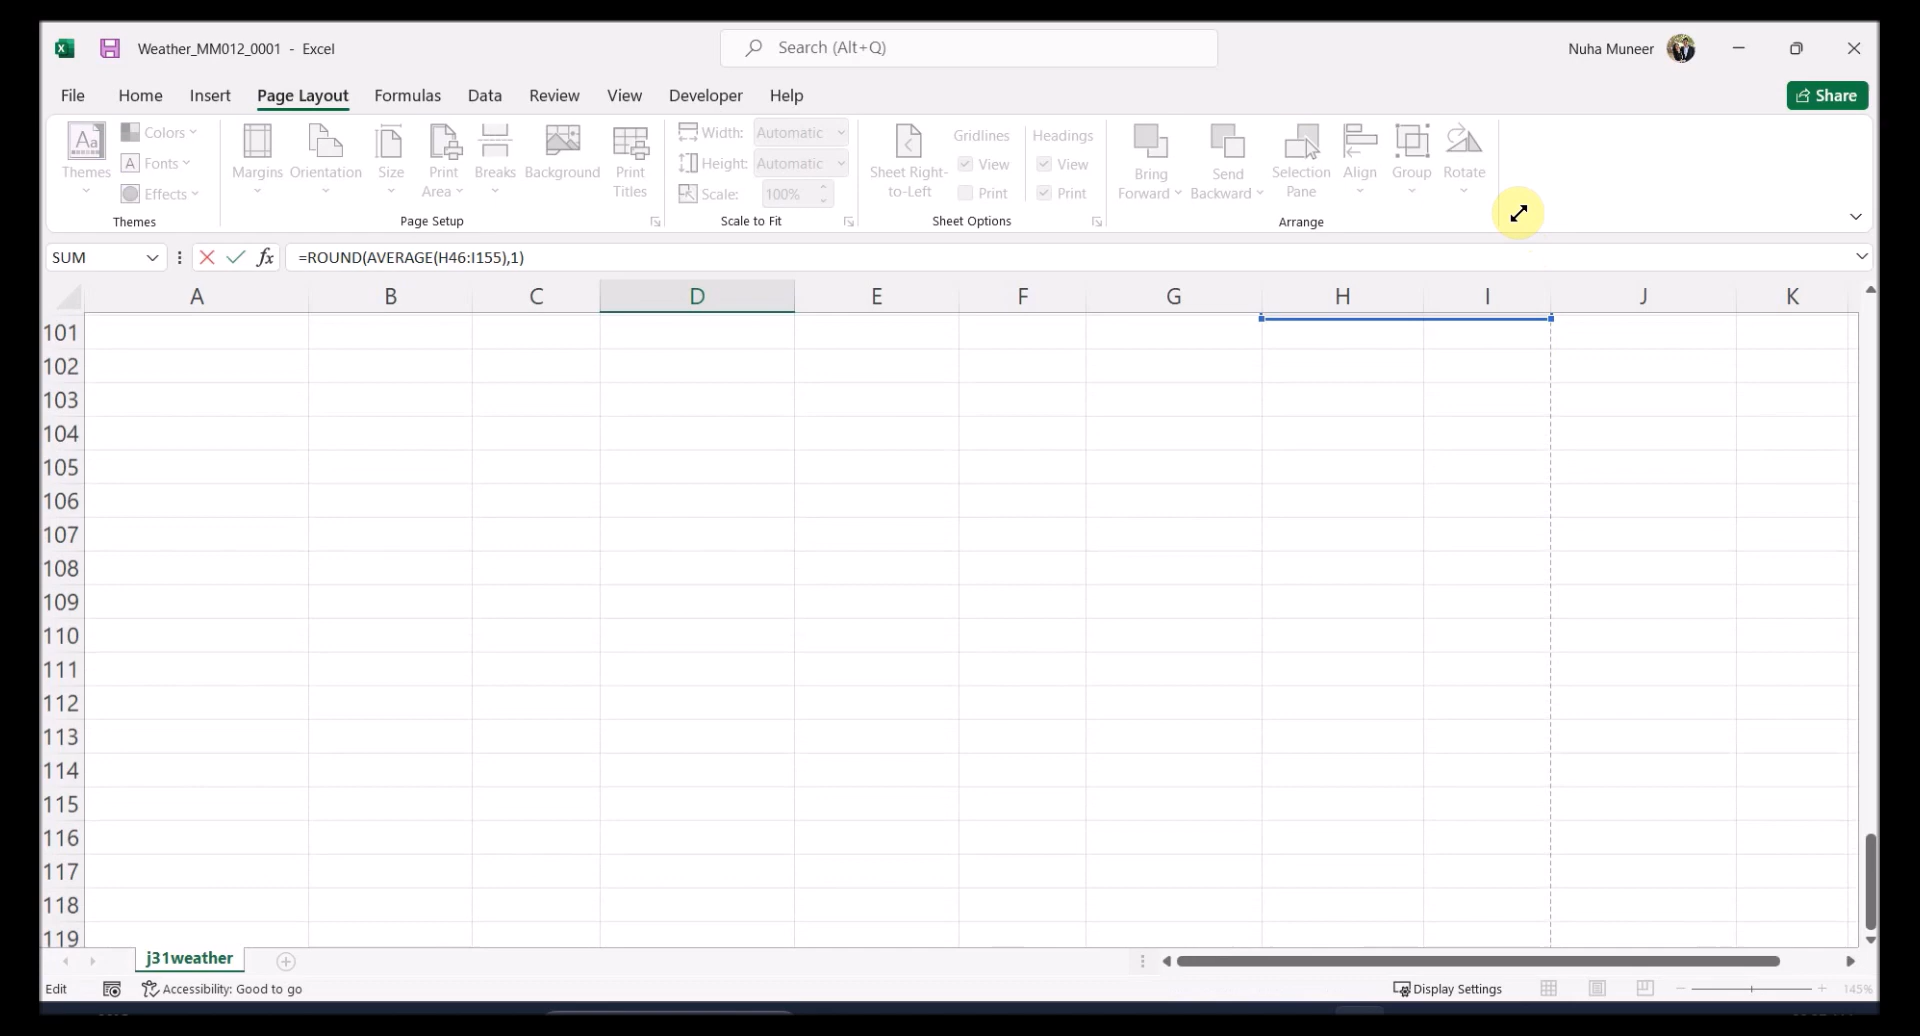 Weather_MM012_0001 - Excel
Search (Alt+Q)
Nuha Muneer
File Home Insert Page Layout Formulas Data Review View Developer Help
Share
Aa
Themes
Colors
A Fonts
Effects
Themes
Margins
Orientation
Size
Print Area
Breaks
Background
Print Titles
Page Setup
Width: Automatic
Height: Automatic
Scale: 100%
Scale to Fit
Sheet Right-to-Left
Gridlines
View
Print
Headings
View
Print
Sheet Options
Bring Forward
Send Backward
Selection Pane
Align
Group
Rotate
Arrange
SUM
fx
=ROUND(AVERAGE(H46:I155),1)
A B C D E F G H I J K
101
102
103
104
105
106
107
108
109
110
111
112
113
114
115
116
117
118
119
j31weather
Edit
Accessibility: Good to go
Display Settings
145%